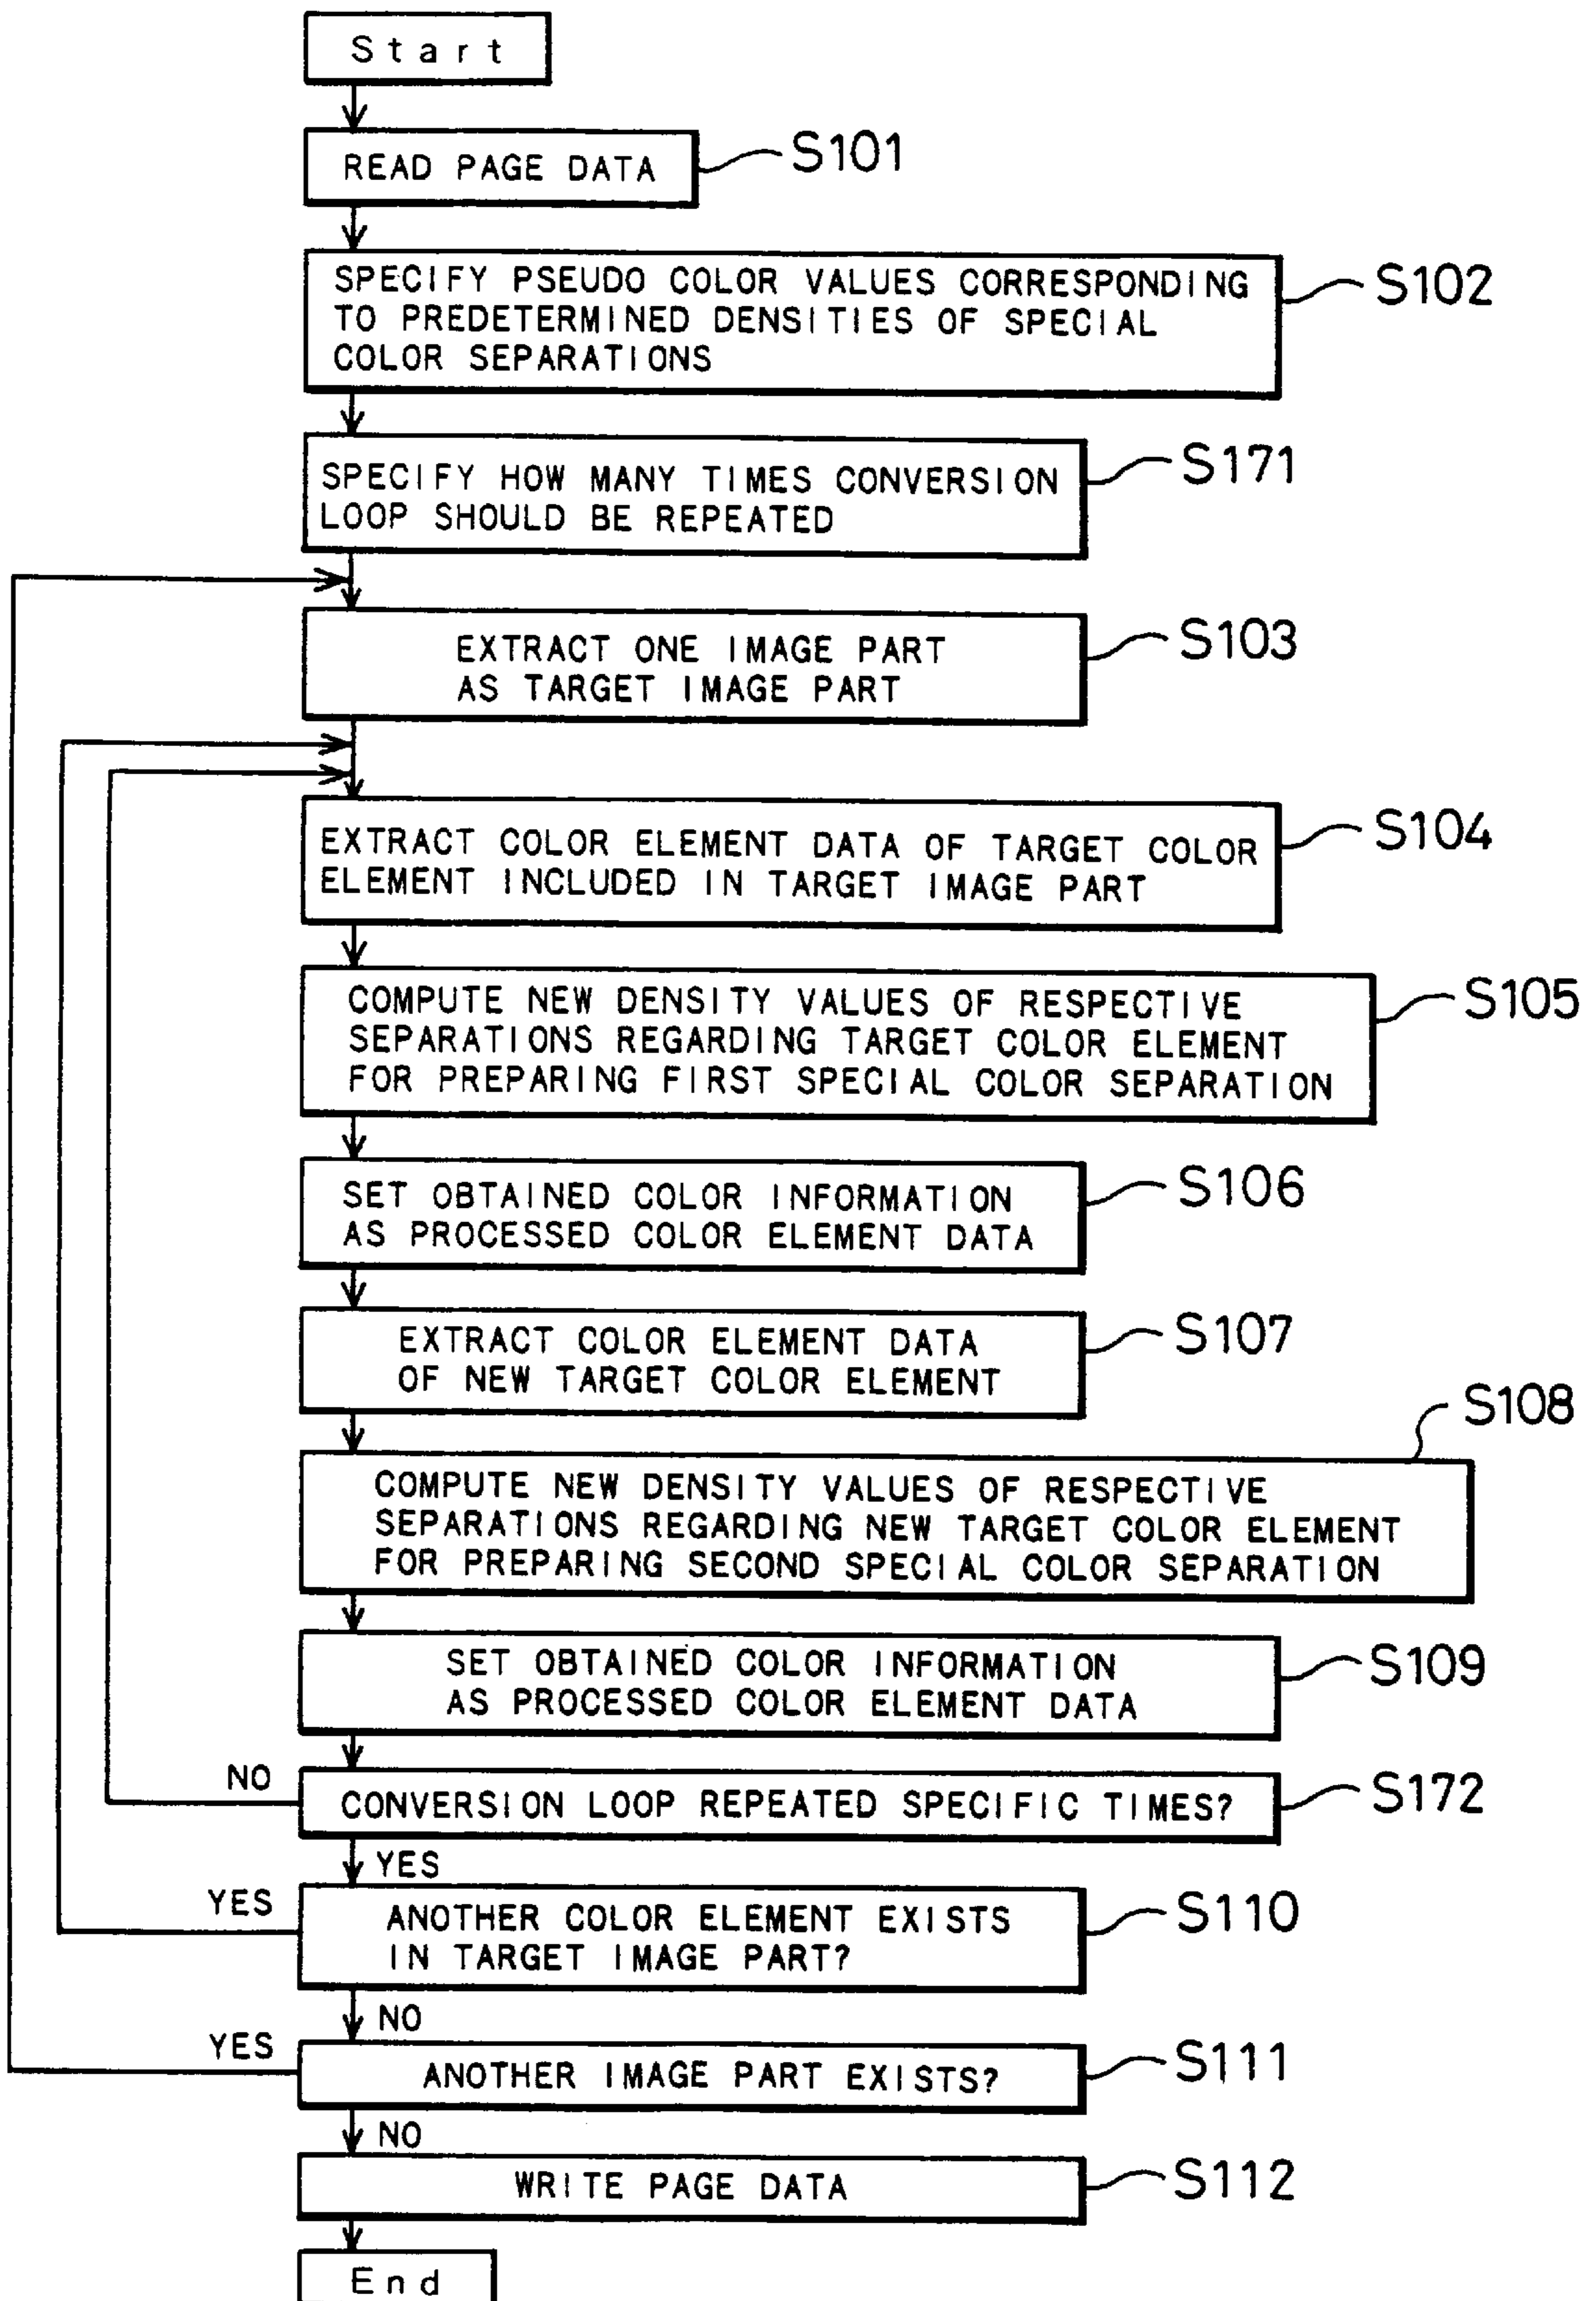 Start
READ PAGE DATA
S101
SPECIFY PSEUDO COLOR VALUES CORRESPONDING
TO PREDETERMINED DENSITIES OF SPECIAL
COLOR SEPARATIONS
S102
SPECIFY HOW MANY TIMES CONVERSION
LOOP SHOULD BE REPEATED
S171
EXTRACT ONE IMAGE PART
AS TARGET IMAGE PART
S103
EXTRACT COLOR ELEMENT DATA OF TARGET COLOR
ELEMENT INCLUDED IN TARGET IMAGE PART
S104
COMPUTE NEW DENSITY VALUES OF RESPECTIVE
SEPARATIONS REGARDING TARGET COLOR ELEMENT
FOR PREPARING FIRST SPECIAL COLOR SEPARATION
S105
SET OBTAINED COLOR INFORMATION
AS PROCESSED COLOR ELEMENT DATA
S106
EXTRACT COLOR ELEMENT DATA
OF NEW TARGET COLOR ELEMENT
S107
COMPUTE NEW DENSITY VALUES OF RESPECTIVE
SEPARATIONS REGARDING NEW TARGET COLOR ELEMENT
FOR PREPARING SECOND SPECIAL COLOR SEPARATION
S108
SET OBTAINED COLOR INFORMATION
AS PROCESSED COLOR ELEMENT DATA
S109
NO
CONVERSION LOOP REPEATED SPECIFIC TIMES?
S172
YES
YES
ANOTHER COLOR ELEMENT EXISTS
IN TARGET IMAGE PART?
S110
NO
YES
ANOTHER IMAGE PART EXISTS?
S111
NO
WRITE PAGE DATA
S112
End